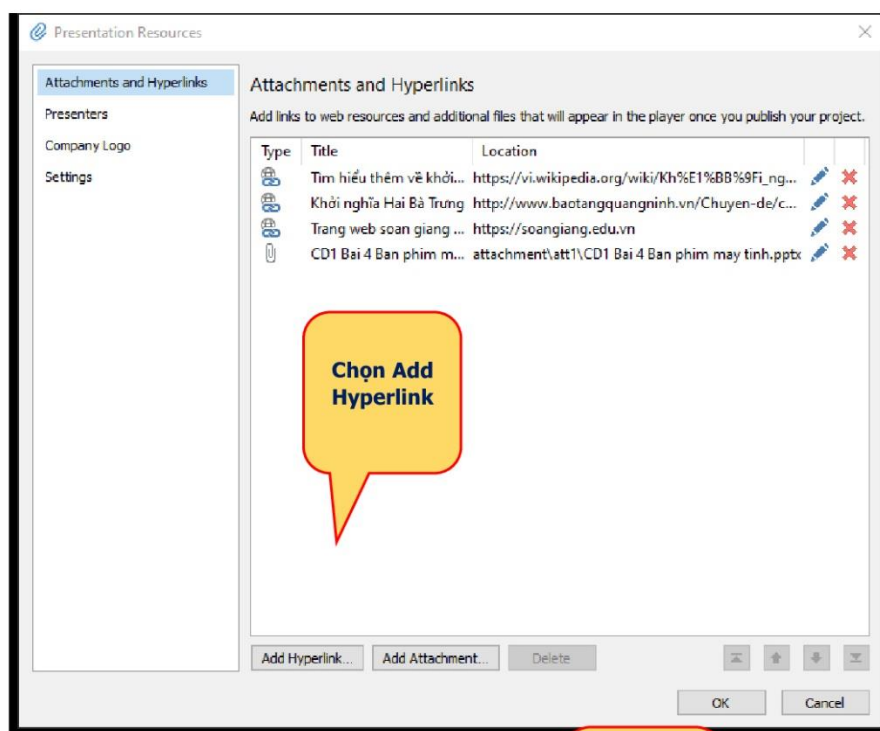 Presentation Resources
Attachments and Hyperlinks
Presenters
Company Logo
Settings
Attachments and Hyperlinks
Add links to web resources and additional files that will appear in the player once you publish your project.
Type Title Location
Tìm hiểu thêm về khởi... https://vi.wikipedia.org/wiki/Kh%E1%BB%9Fi_ng...
Khởi nghĩa Hai Bà Trưng http://www.baotangquangninh.vn/Chuyen-de/c...
Trang web soan giang ... https://soangiang.edu.vn
CD1 Bai 4 Ban phim m... attachment\att1\CD1 Bai 4 Ban phim may tinh.pptx
Chọn Add
Hyperlink
Add Hyperlink... Add Attachment... Delete
OK Cancel